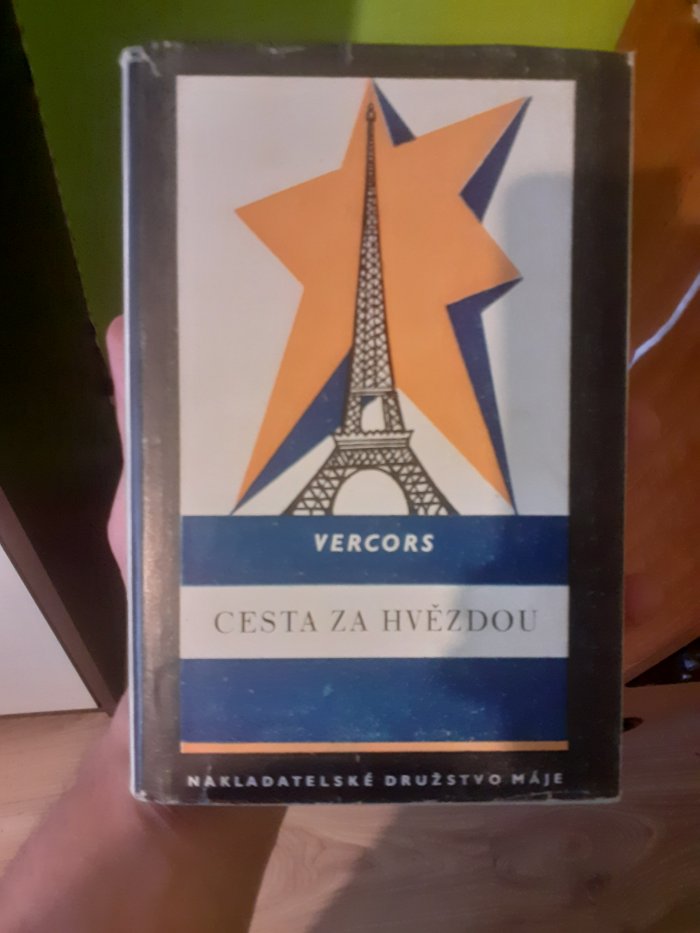 VERCORS
CESTA ZA HVĚZDOU
NAKLADATELSKÉ DRUŽSTVO MÁJE